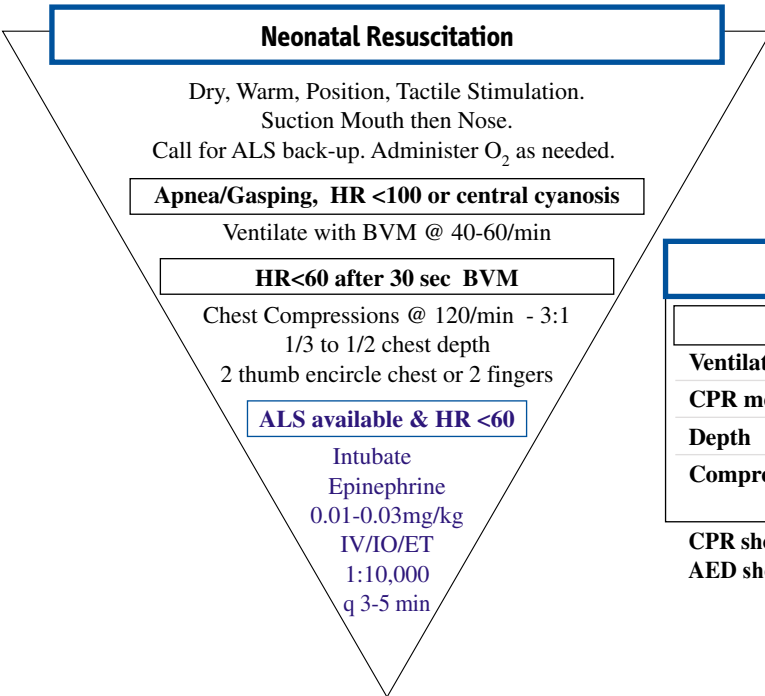 Neonatal Resuscitation
Dry, Warm, Position, Tactile Stimulation.
Suction Mouth then Nose.
Call for ALS back-up. Administer O₂ as needed.
Apnea/Gasping, HR <100 or central cyanosis
Ventilate with BVM @ 40-60/min
HR<60 after 30 sec BVM
Chest Compressions @ 120/min - 3:1
1/3 to 1/2 chest depth
2 thumb encircle chest or 2 fingers
ALS available & HR <60
Intubate
Epinephrine
0.01-0.03mg/kg
IV/IO/ET
1:10,000
q 3-5 min
CPR
Depth
CPR
AED